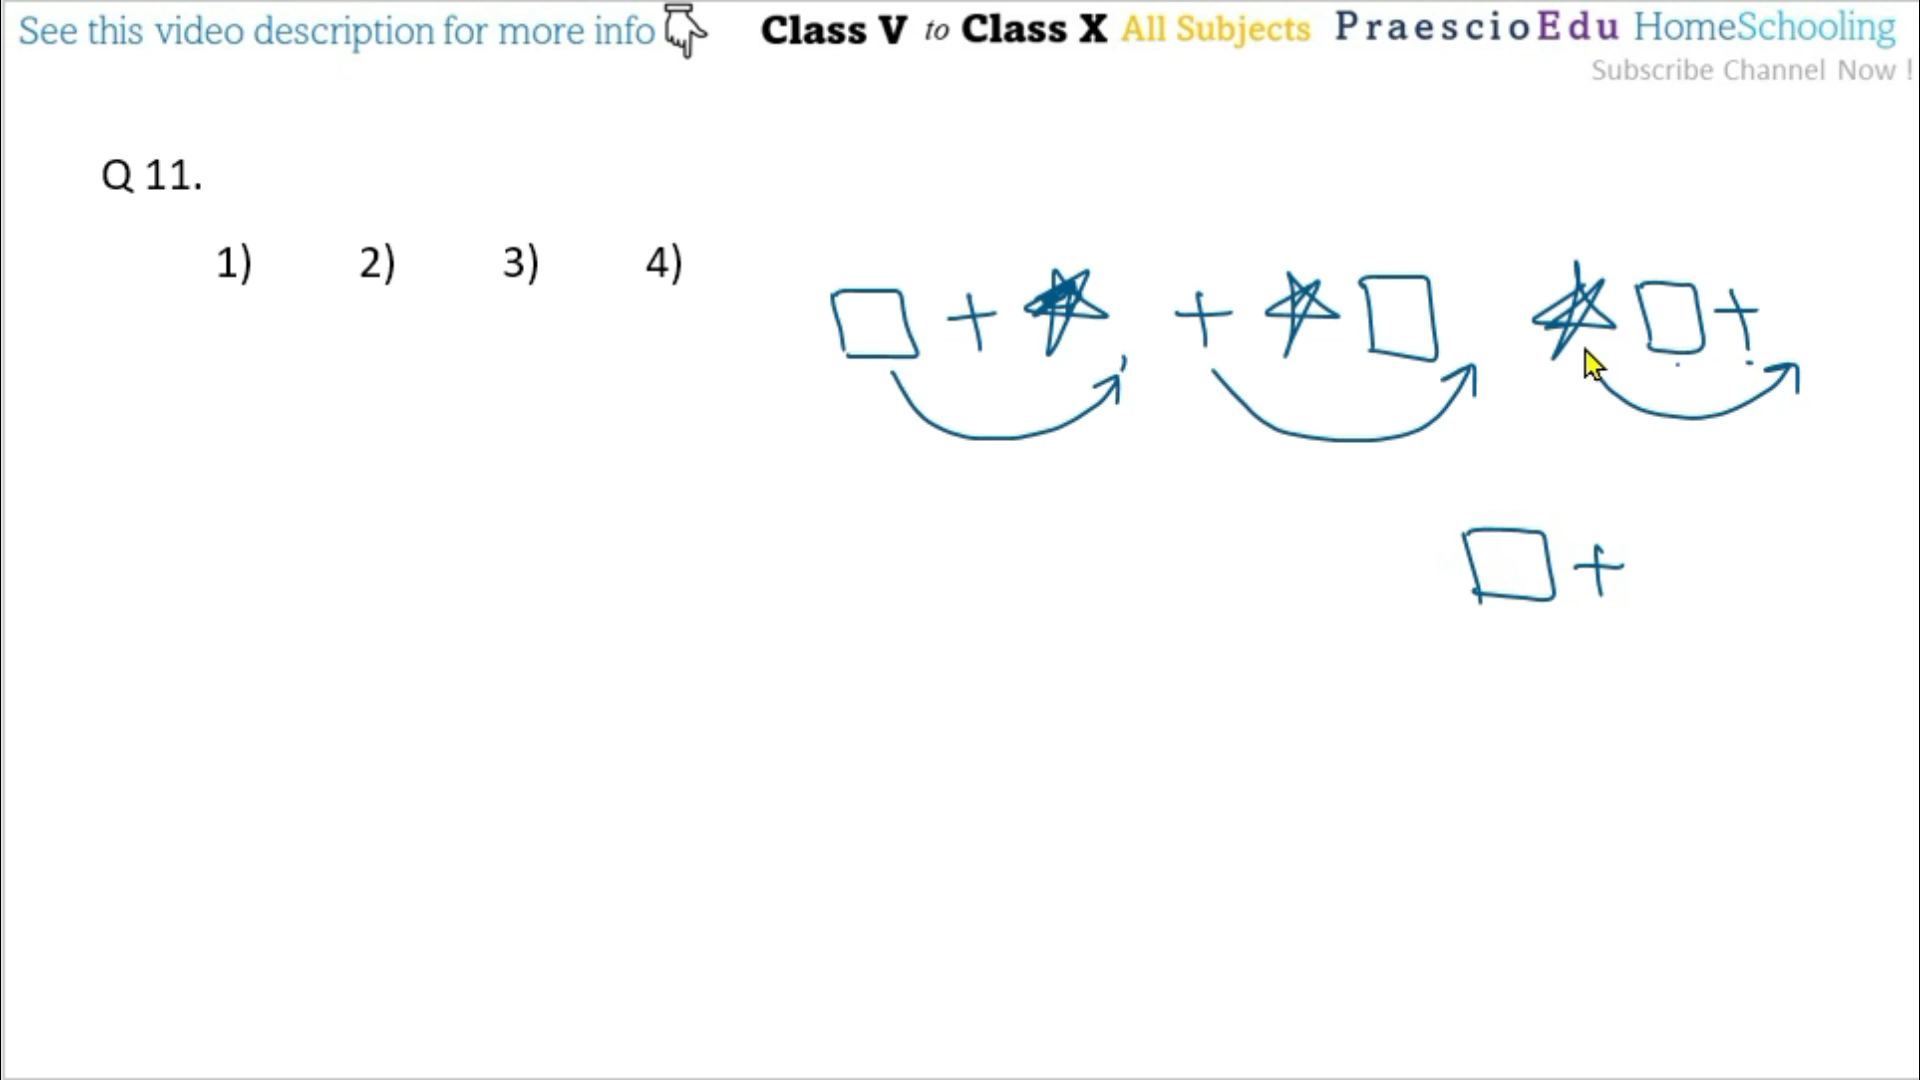 See this video description for more info Class V to Class X All Subjects PraescioEdu HomeSchooling
Subscribe Channel Now !
Q 11.
1) 2) 3) 4)
□ + ☆ + ☆ □ ☆ □ +
□ +